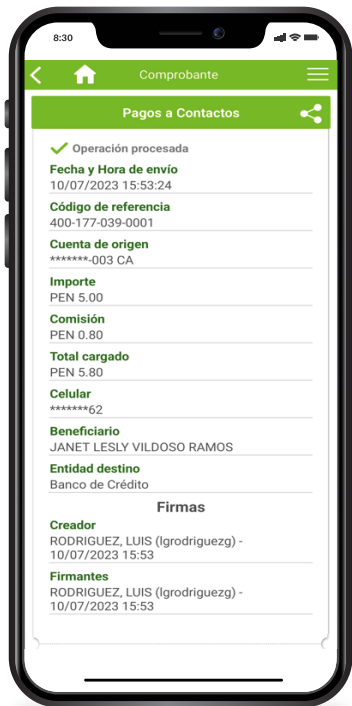 8:30
Comprobante
Pagos a Contactos
Operación procesada
Fecha y Hora de envío
10/07/2023 15:53:24
Código de referencia
400-177-039-0001
Cuenta de origen
*******-003 CA
Importe
PEN 5.00
Comisión
PEN 0.80
Total cargado
PEN 5.80
Celular
*******62
Beneficiario
JANET LESLY VILDOSO RAMOS
Entidad destino
Banco de Crédito
Firmas
Creador
RODRIGUEZ, LUIS (lgrodriguezg) -
10/07/2023 15:53
Firmantes
RODRIGUEZ, LUIS (lgrodriguezg) -
10/07/2023 15:53